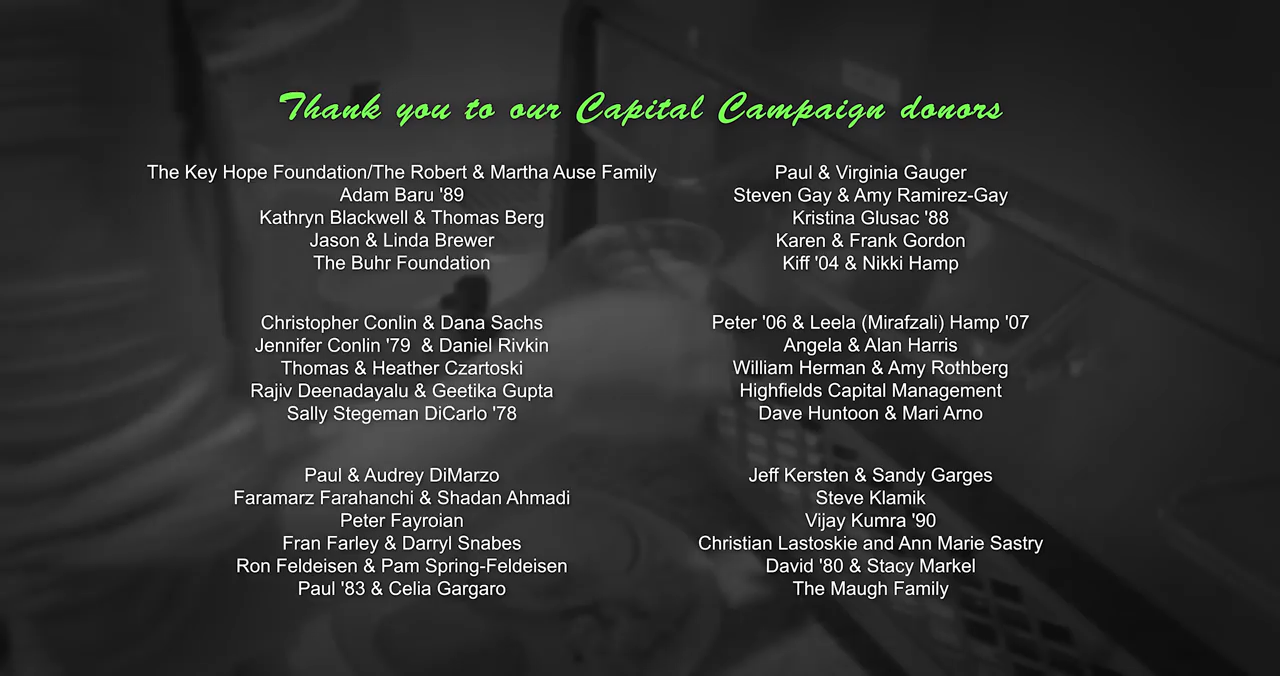 Thank you to our Capital Campaign donors
The Key Hope Foundation/The Robert & Martha Ause Family
Adam Baru '89
Kathryn Blackwell & Thomas Berg
Jason & Linda Brewer
The Buhr Foundation
Christopher Conlin & Dana Sachs
Jennifer Conlin '79  & Daniel Rivkin
Thomas & Heather Czartoski
Rajiv Deenadayalu & Geetika Gupta
Sally Stegeman DiCarlo '78
Paul & Audrey DiMarzo
Faramarz Farahanchi & Shadan Ahmadi
Peter Fayroian
Fran Farley & Darryl Snabes
Ron Feldeisen & Pam Spring-Feldeisen
Paul '83 & Celia Gargaro
Paul & Virginia Gauger
Steven Gay & Amy Ramirez-Gay
Kristina Glusac '88
Karen & Frank Gordon
Kiff '04 & Nikki Hamp
Peter '06 & Leela (Mirafzali) Hamp '07
Angela & Alan Harris
William Herman & Amy Rothberg
Highfields Capital Management
Dave Huntoon & Mari Arno
Jeff Kersten & Sandy Garges
Steve Klamik
Vijay Kumra '90
Christian Lastoskie and Ann Marie Sastry
David '80 & Stacy Markel
The Maugh Family